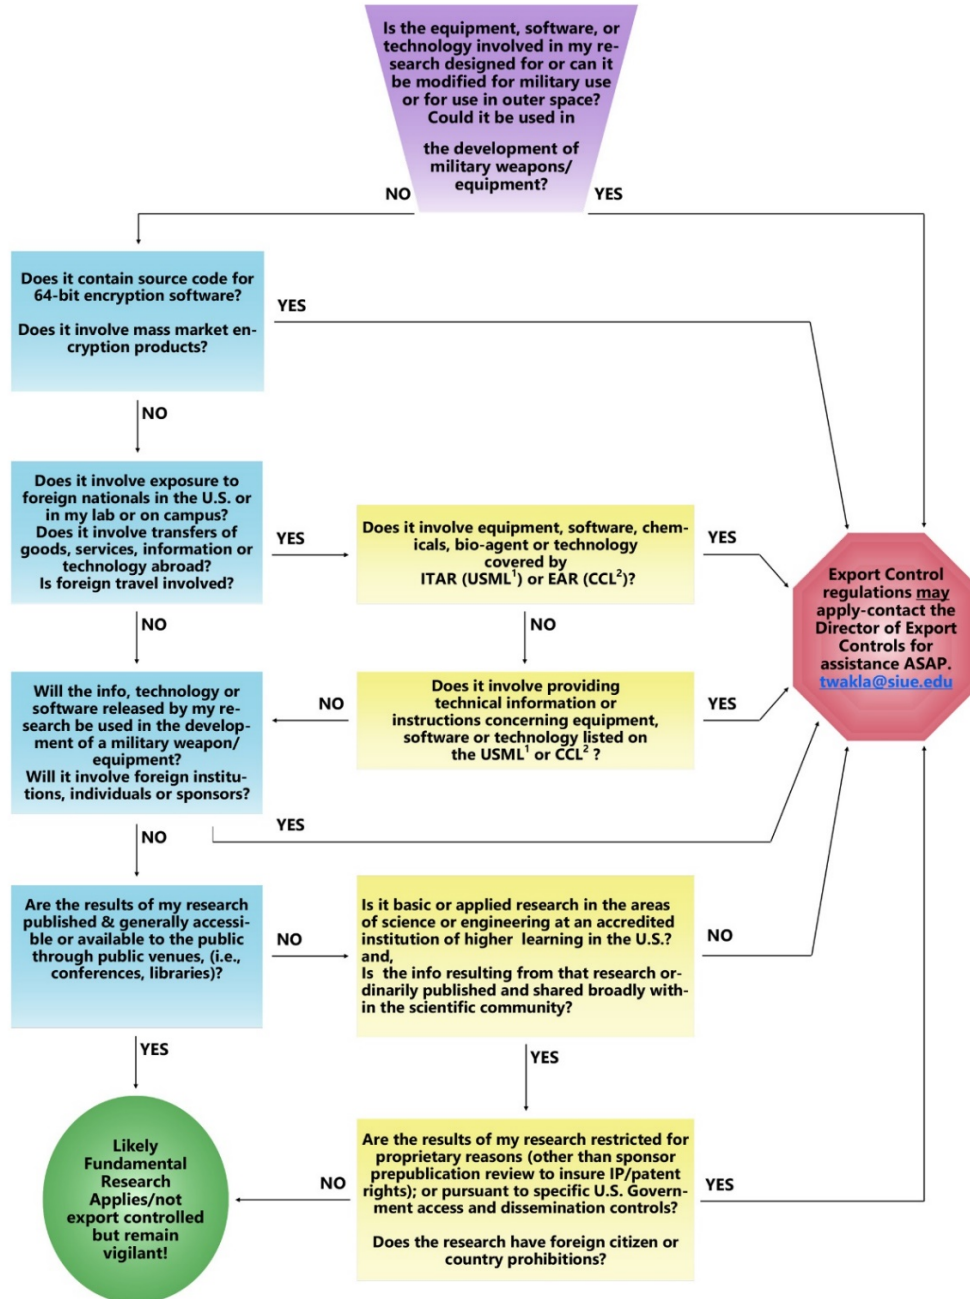 Is the equipment, software, or
technology involved in my re-
search designed for or can it
be modified for military use
or for use in outer space?
Could it be used in
the development of
military weapons/
equipment?
NO
YES
Does it contain source code for
64-bit encryption software?
Does it involve mass market en-
cryption products?
YES
NO
Does it involve exposure to
foreign nationals in the U.S. or
in my lab or on campus?
Does it involve transfers of
goods, services, information or
technology abroad?
Is foreign travel involved?
YES
Does it involve equipment, software, chem-
icals, bio-agent or technology
covered by
ITAR (USML¹) or EAR (CCL²)?
YES
Export Control
regulations may
apply-contact the
Director of Export
Controls for
assistance ASAP.
twakla@siue.edu
NO
NO
Will the info, technology or
software released by my re-
search be used in the develop-
ment of a military weapon/
equipment?
Will it involve foreign institu-
tions, individuals or sponsors?
NO
Does it involve providing
technical information or
instructions concerning equipment,
software or technology listed on
the USML¹ or CCL² ?
YES
YES
NO
Are the results of my research
published & generally accessi-
ble or available to the public
through public venues, (i.e.,
conferences, libraries)?
NO
Is it basic or applied research in the areas
of science or engineering at an accredited
institution of higher learning in the U.S.?
and,
Is the info resulting from that research or-
dinarily published and shared broadly with-
in the scientific community?
NO
YES
YES
Likely
Fundamental
Research
Applies/not
export controlled
but remain
vigilant!
NO
Are the results of my research restricted for
proprietary reasons (other than sponsor
prepublication review to insure IP/patent
rights); or pursuant to specific U.S. Govern-
ment access and dissemination controls?
Does the research have foreign citizen or
country prohibitions?
YES